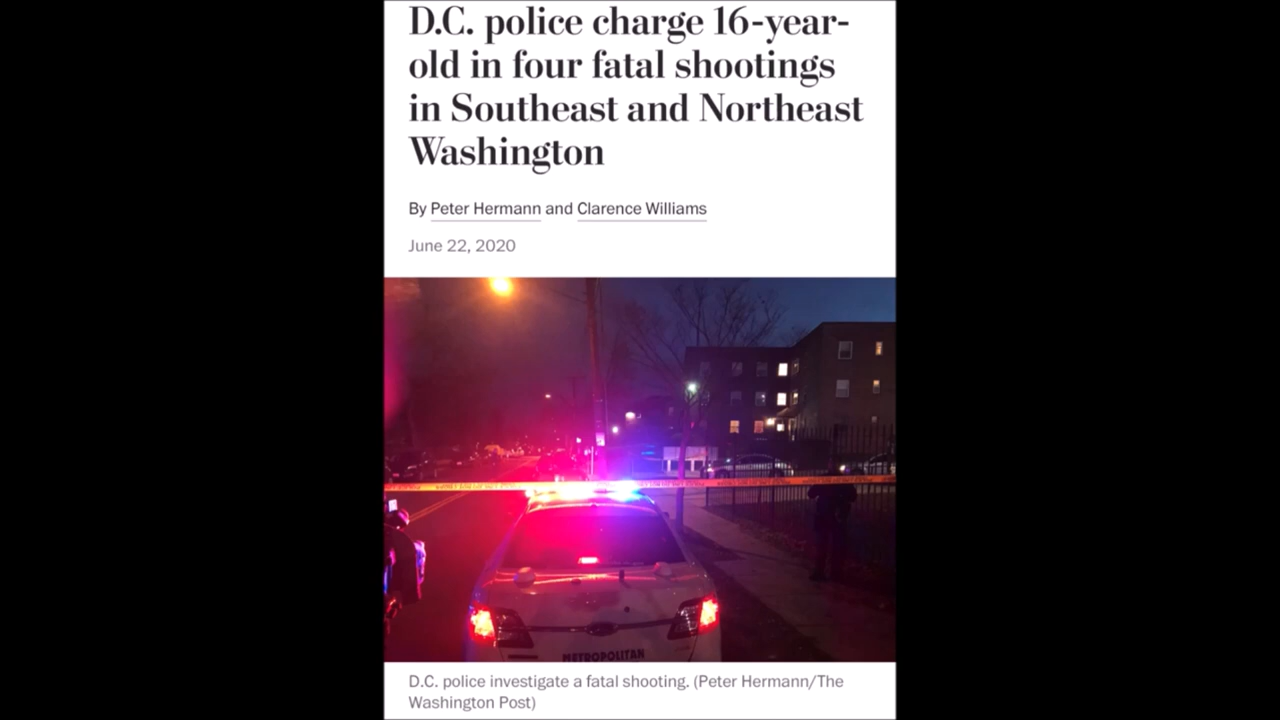 D.C. police charge 16-year-
old in four fatal shootings
in Southeast and Northeast
Washington
By Peter Hermann and Clarence Williams
June 22, 2020
METROPOLITAN
D.C. police investigate a fatal shooting. (Peter Hermann/The
Washington Post)